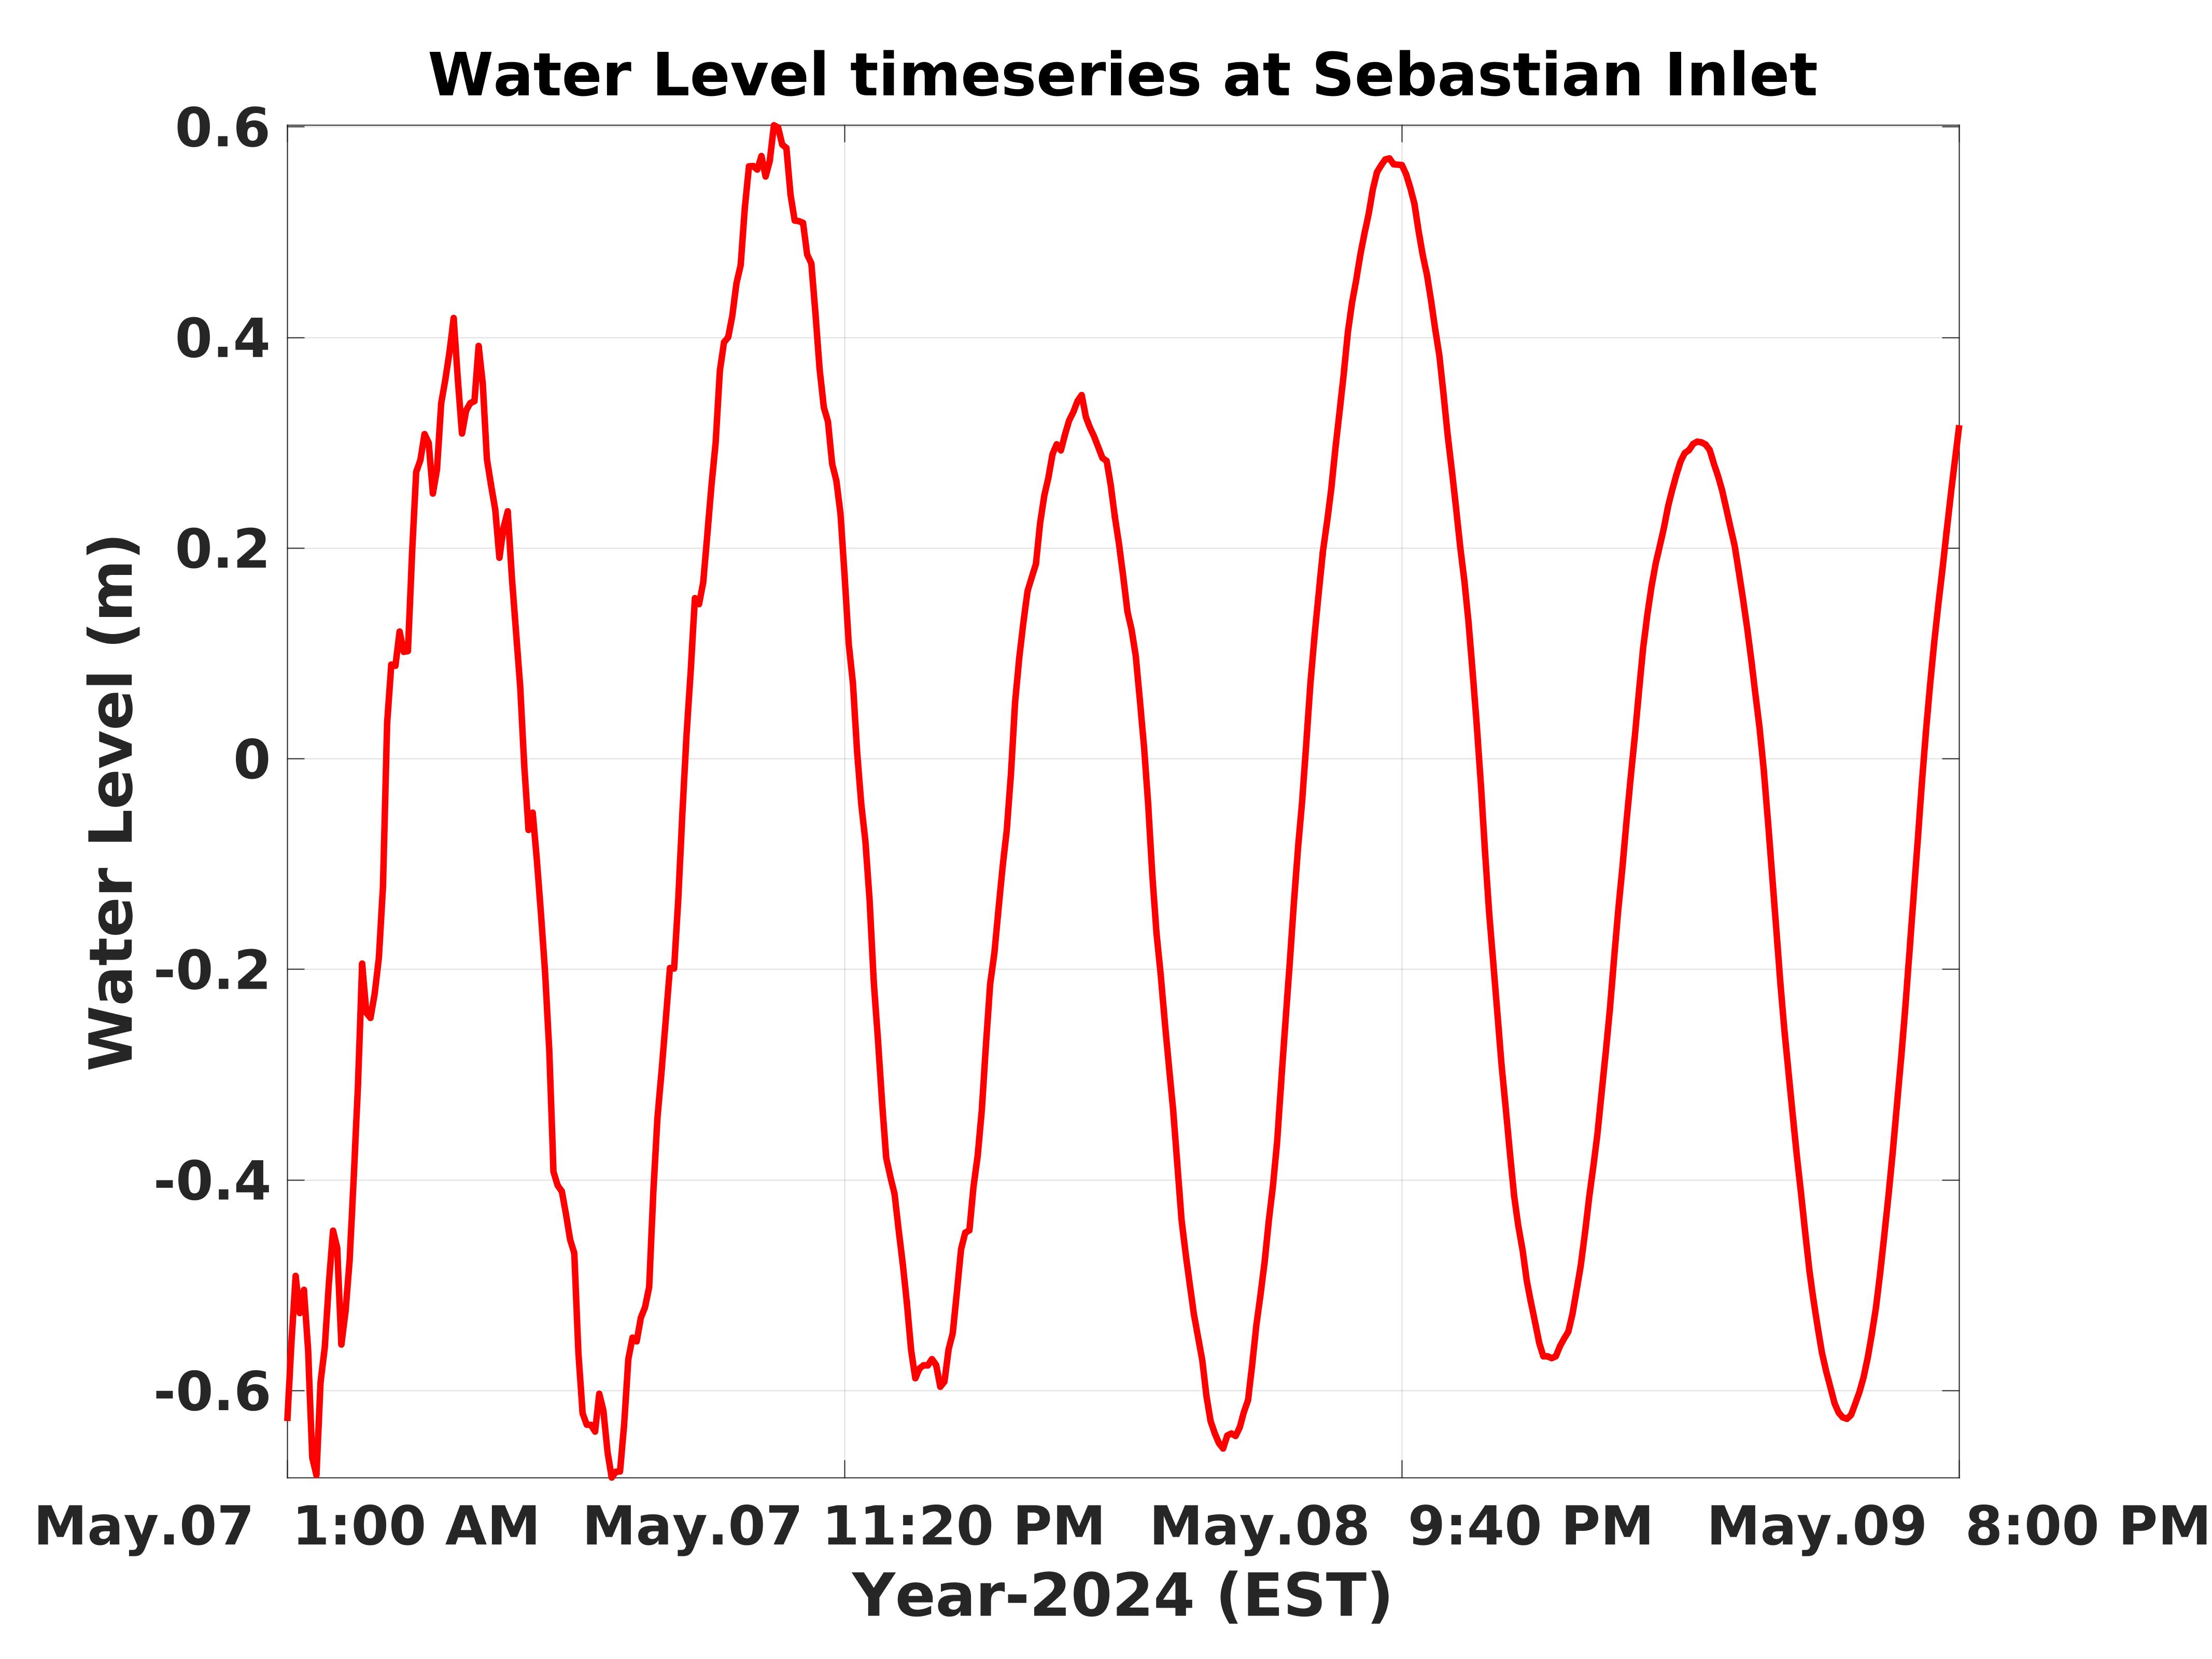 Water Level timeseries at Sebastian Inlet
0.6
0.4
0.2
0
-0.2
-0.4
-0.6
Water Level (m)
May.07 1:00 AM May.07 11:20 PM May.08 9:40 PM May.09 8:00 PM
Year-2024 (EST)